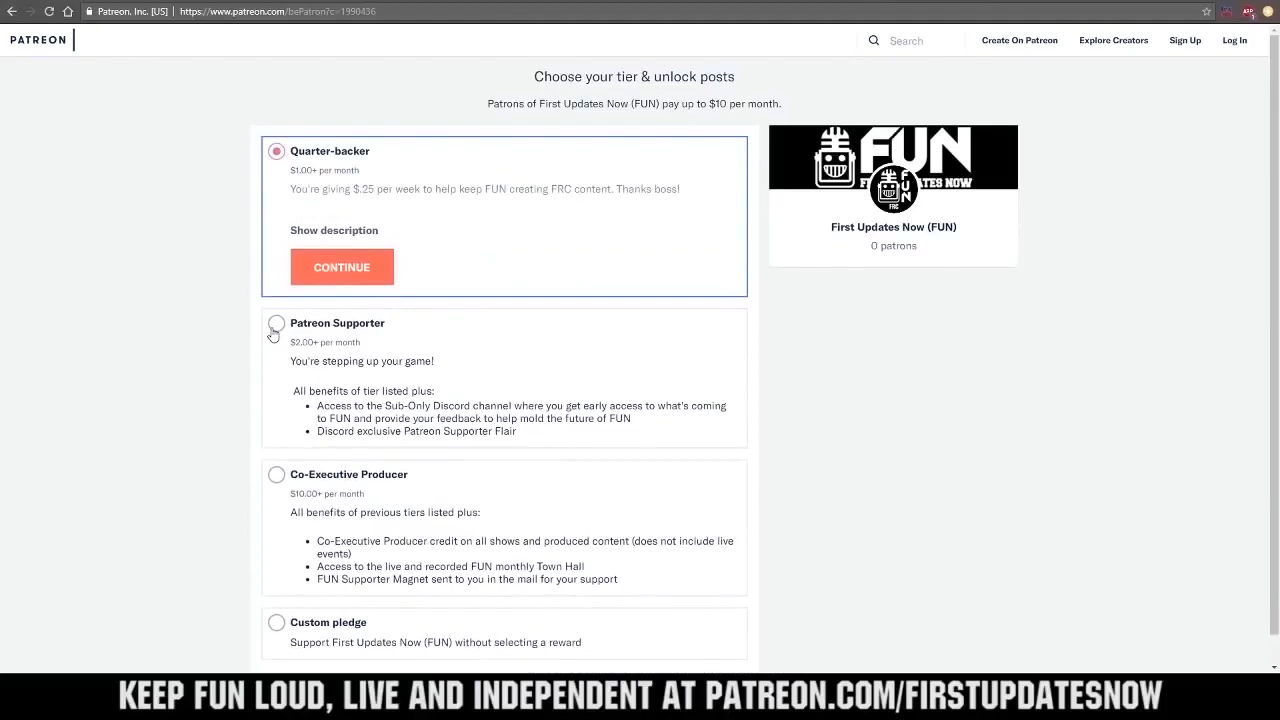 Patreon, Inc. [US] | https://www.patreon.com/bePatron?c=1990436
PATREON
Search
Create On Patreon
Explore Creators
Sign Up
Log In
Choose your tier & unlock posts
Patrons of First Updates Now (FUN) pay up to $10 per month.
Quarter-backer
$1.00+ per month
You're giving $.25 per week to help keep FUN creating FRC content. Thanks boss!
Show description
CONTINUE
Patreon Supporter
$2.00+ per month
You're stepping up your game!
All benefits of tier listed plus:
• Access to the Sub-Only Discord channel where you get early access to what's coming
to FUN and provide your feedback to help mold the future of FUN
• Discord exclusive Patreon Supporter Flair
Co-Executive Producer
$10.00+ per month
All benefits of previous tiers listed plus:
• Co-Executive Producer credit on all shows and produced content (does not include live
events)
• Access to the live and recorded FUN monthly Town Hall
• FUN Supporter Magnet sent to you in the mail for your support
Custom pledge
Support First Updates Now (FUN) without selecting a reward
FUN
FUN
FRC
First Updates Now (FUN)
0 patrons
KEEP FUN LOUD, LIVE AND INDEPENDENT AT PATREON.COM/FIRSTUPDATESNOW